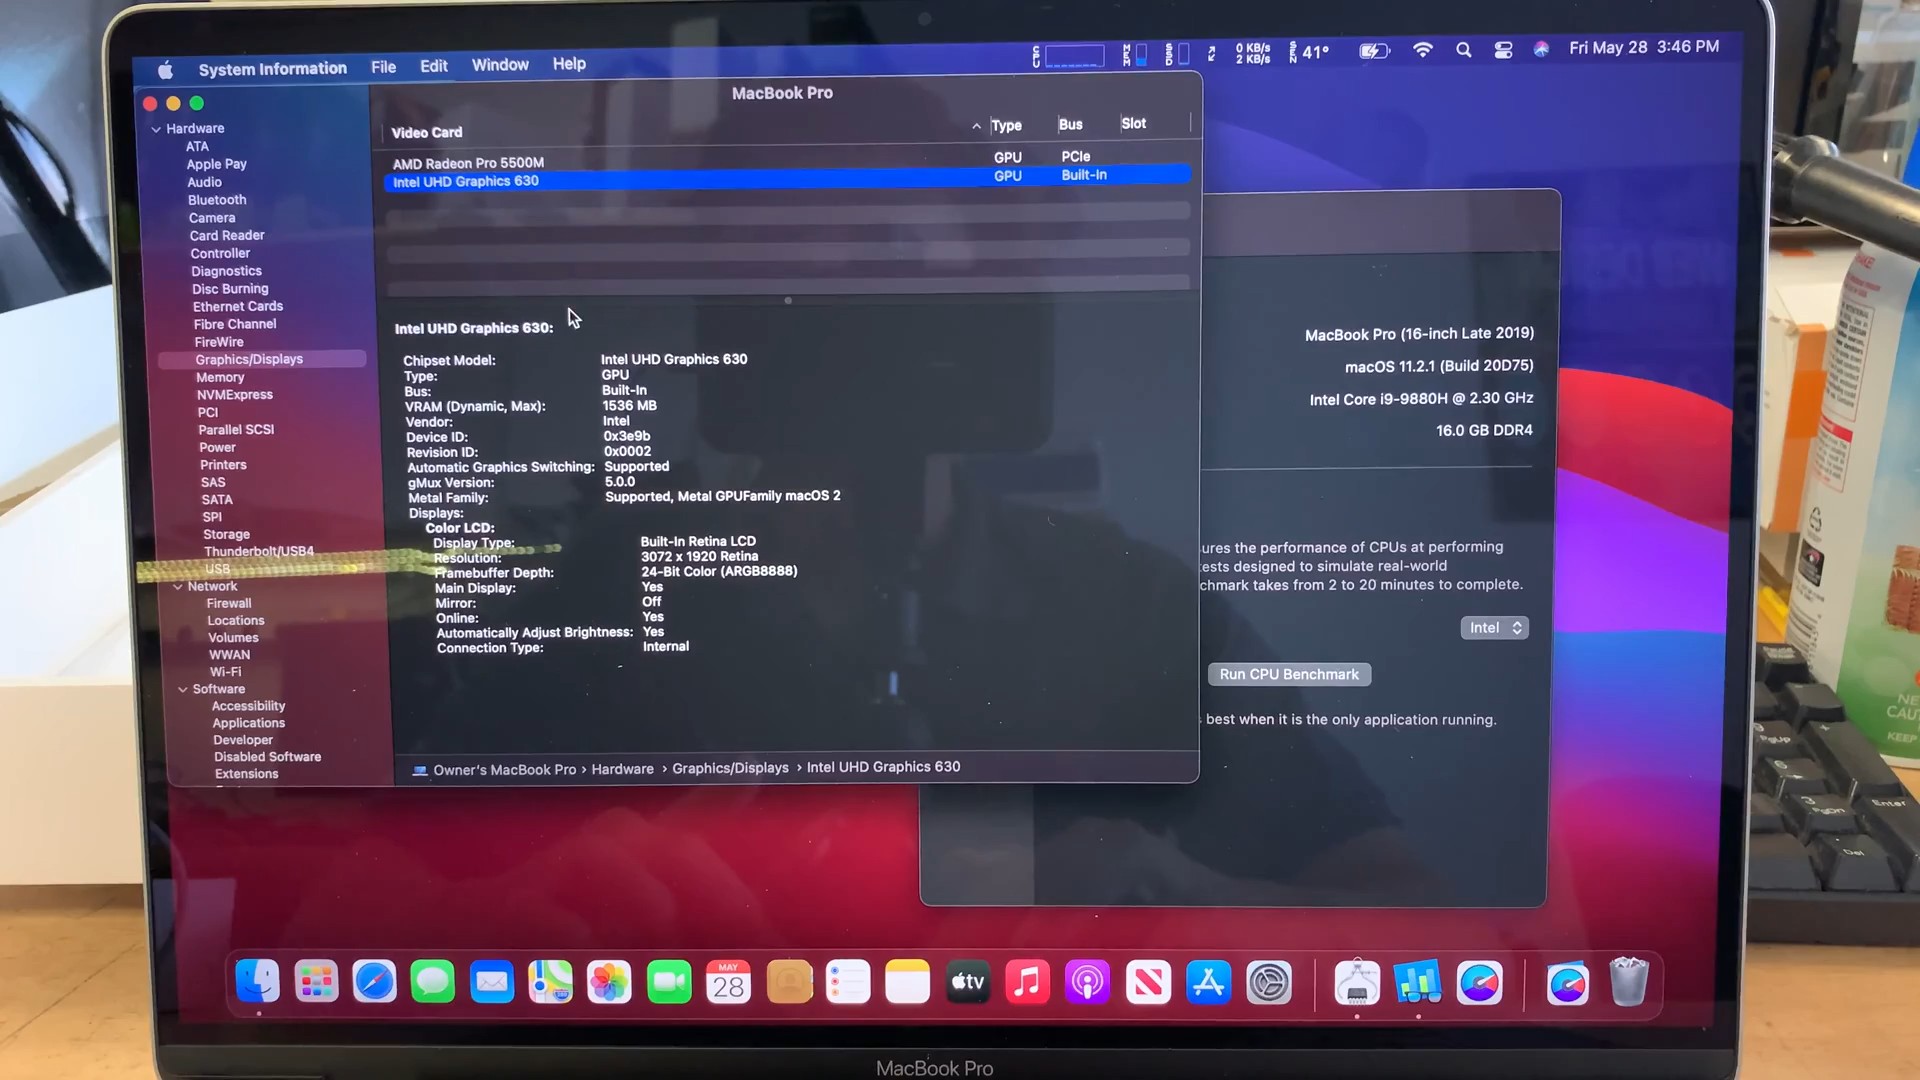 System Information File Edit Window Help
CPU MEM SSD 0 KB/s 2 KB/s SEN 41° Fri May 28 3:46 PM
MacBook Pro
Video Card Type Bus Slot
AMD Radeon Pro 5500M GPU PCIe
Intel UHD Graphics 630 GPU Built-In
Hardware
ATA
Apple Pay
Audio
Bluetooth
Camera
Card Reader
Controller
Diagnostics
Disc Burning
Ethernet Cards
Fibre Channel
FireWire
Graphics/Displays
Memory
NVMExpress
PCI
Parallel SCSI
Power
Printers
SAS
SATA
SPI
Storage
Thunderbolt/USB4
USB
Network
Firewall
Locations
Volumes
WWAN
Wi-Fi
Software
Accessibility
Applications
Developer
Disabled Software
Extensions
Intel UHD Graphics 630:
Chipset Model: Intel UHD Graphics 630
Type: GPU
Bus: Built-In
VRAM (Dynamic, Max): 1536 MB
Vendor: Intel
Device ID: 0x3e9b
Revision ID: 0x0002
Automatic Graphics Switching: Supported
gMux Version: 5.0.0
Metal Family: Supported, Metal GPUFamily macOS 2
Displays:
Color LCD:
Display Type: Built-In Retina LCD
Resolution: 3072 x 1920 Retina
Framebuffer Depth: 24-Bit Color (ARGB8888)
Main Display: Yes
Mirror: Off
Online: Yes
Automatically Adjust Brightness: Yes
Connection Type: Internal
Owner's MacBook Pro › Hardware › Graphics/Displays › Intel UHD Graphics 630
MacBook Pro (16-inch Late 2019)
macOS 11.2.1 (Build 20D75)
Intel Core i9-9880H @ 2.30 GHz
16.0 GB DDR4
ures the performance of CPUs at performing
ests designed to simulate real-world
chmark takes from 2 to 20 minutes to complete.
Intel
Run CPU Benchmark
best when it is the only application running.
MAY
28
tv
MacBook Pro
PgUp
6
3
PgDn
Enter
Del